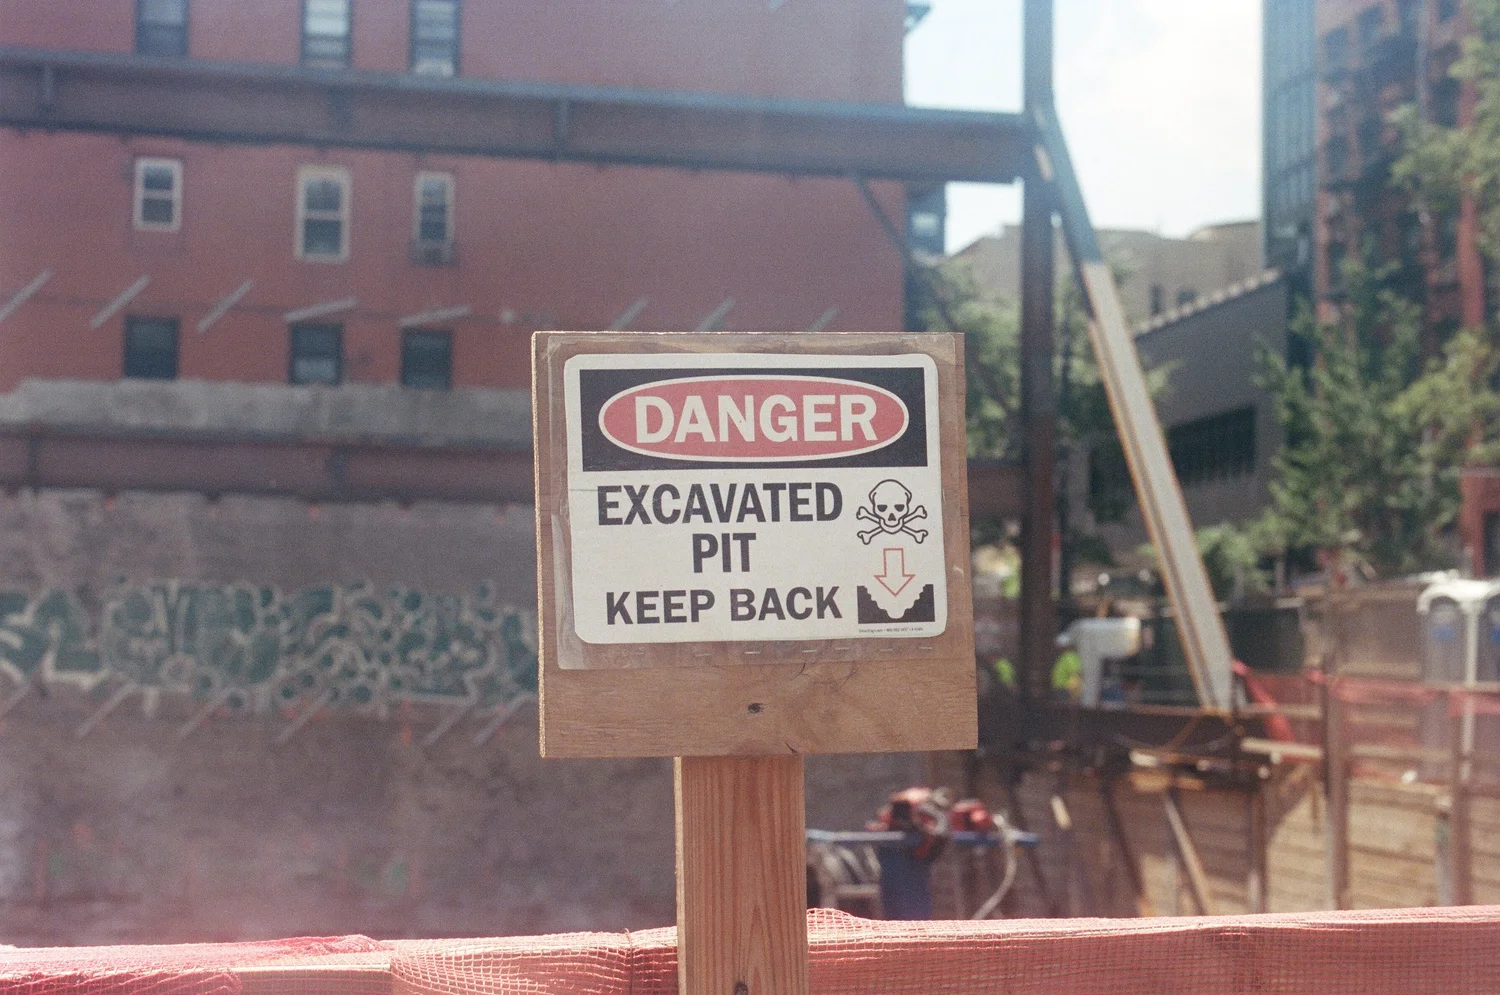 DANGER
EXCAVATED
PIT
KEEP BACK